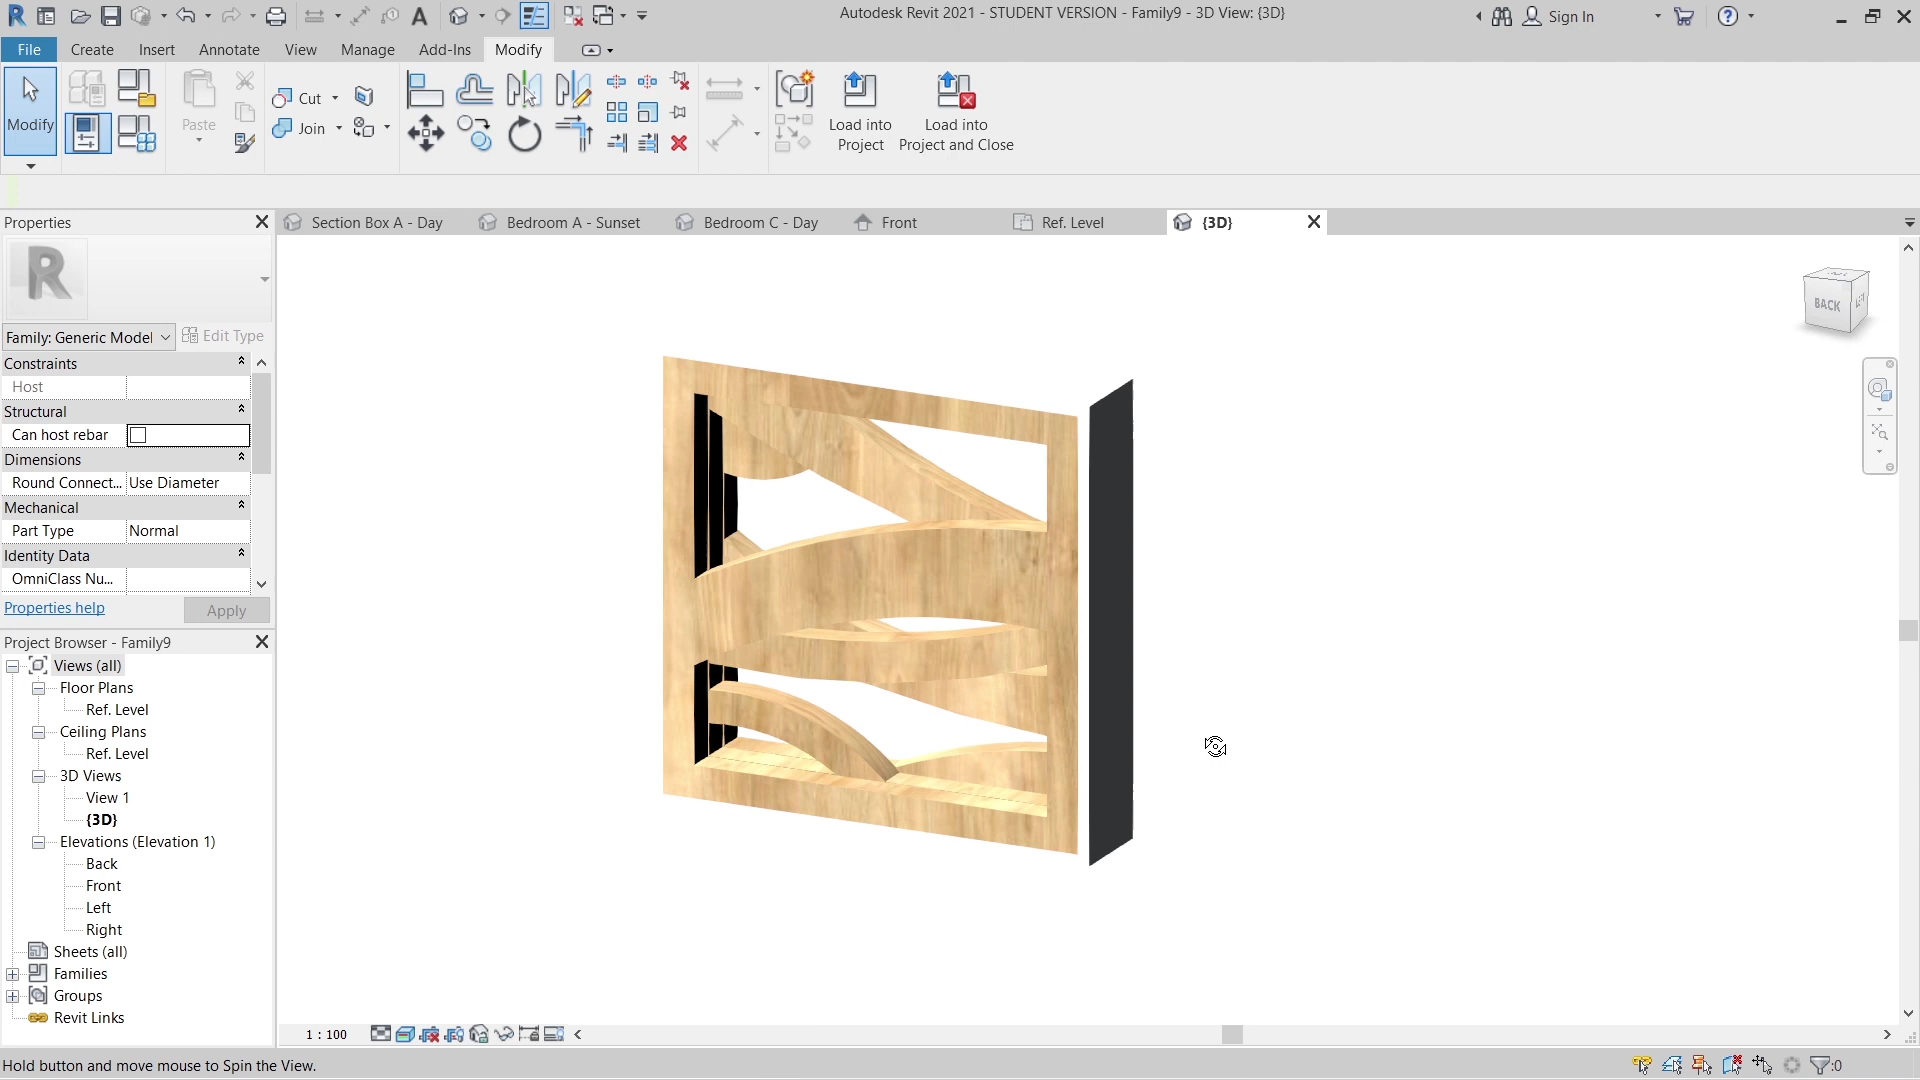 Autodesk Revit 2021 - STUDENT VERSION - Family9 - 3D View: {3D}
Sign In
File
Create
Insert
Annotate
View
Manage
Add-Ins
Modify
Modify
Paste
Cut
Join
Load into
Project
Load into
Project and Close
Properties
Section Box A - Day
Bedroom A - Sunset
Bedroom C - Day
Front
Ref. Level
{3D}
Family: Generic Model
Edit Type
Constraints
Host
Structural
Can host rebar
Dimensions
Round Connect...
Use Diameter
Mechanical
Part Type
Normal
Identity Data
OmniClass Nu...
Properties help
Apply
Project Browser - Family9
Views (all)
Floor Plans
Ref. Level
Ceiling Plans
Ref. Level
3D Views
View 1
{3D}
Elevations (Elevation 1)
Back
Front
Left
Right
Sheets (all)
Families
Groups
Revit Links
BACK
1 : 100
Hold button and move mouse to Spin the View.
:0